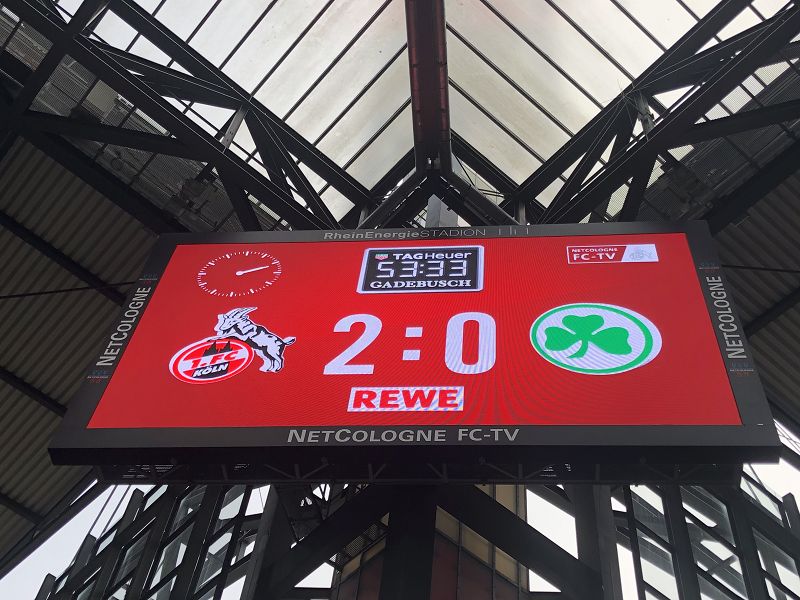 RheinEnergieSTADION
TAGHeuer
53:33
GADEBUSCH
NETCOLOGNE
FC-TV
2:0
1. FC
KÖLN
REWE
NETCOLOGNE
NETCOLOGNE
NETCOLOGNE FC-TV